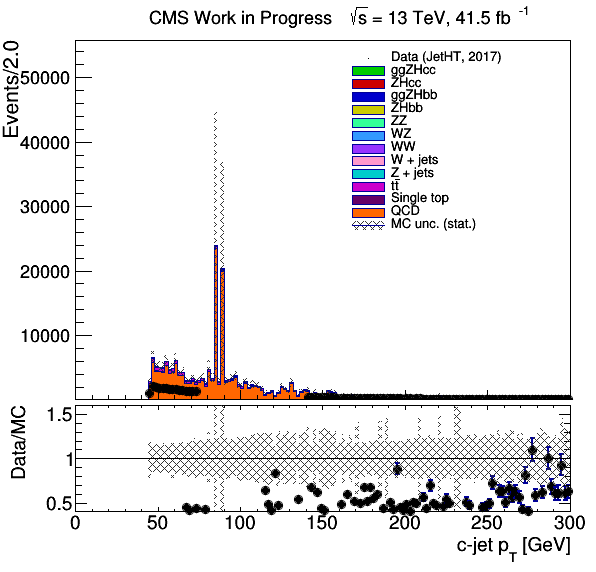 CMS Work in Progress √s = 13 TeV, 41.5 fb⁻¹
Events/2.0
50000
40000
30000
20000
10000
0
Data (JetHT, 2017)
ggZHcc
ZHcc
ggZHbb
ZHbb
ZZ
WZ
WW
W + jets
Z + jets
tt̄
Single top
QCD
MC unc. (stat.)
Data/MC
1.5
1
0.5
0 50 100 150 200 250 300
c-jet p_T [GeV]